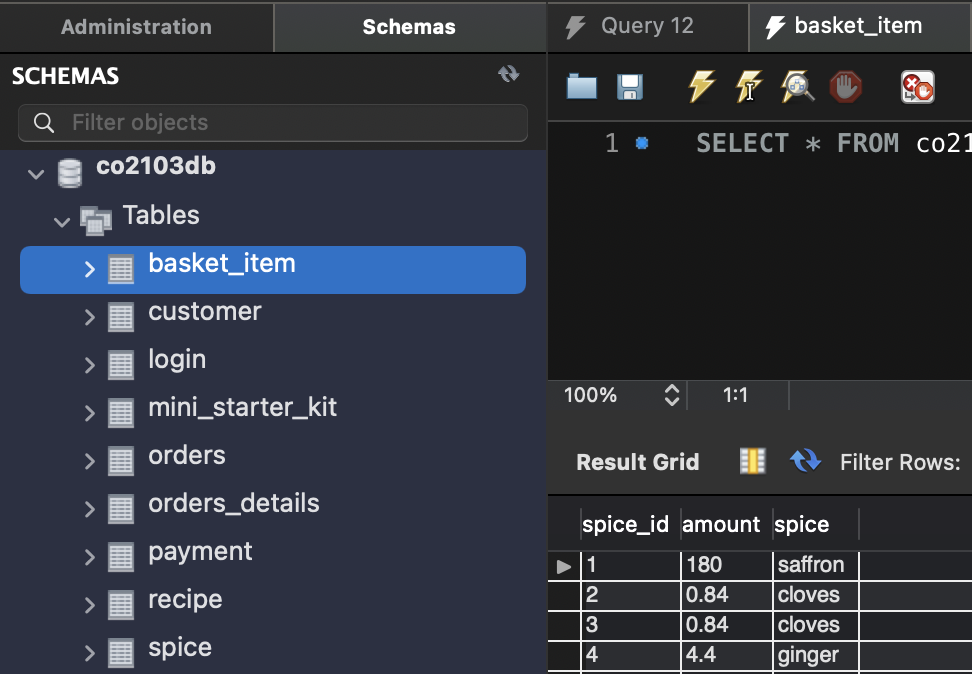 Administration
Schemas
Query 12
basket_item
SCHEMAS
Filter objects
co2103db
Tables
basket_item
customer
login
mini_starter_kit
orders
orders_details
payment
recipe
spice
1 SELECT * FROM co21
100%
1:1
Result Grid
Filter Rows:
spice_id amount spice
1 180 saffron
2 0.84 cloves
3 0.84 cloves
4 4.4 ginger